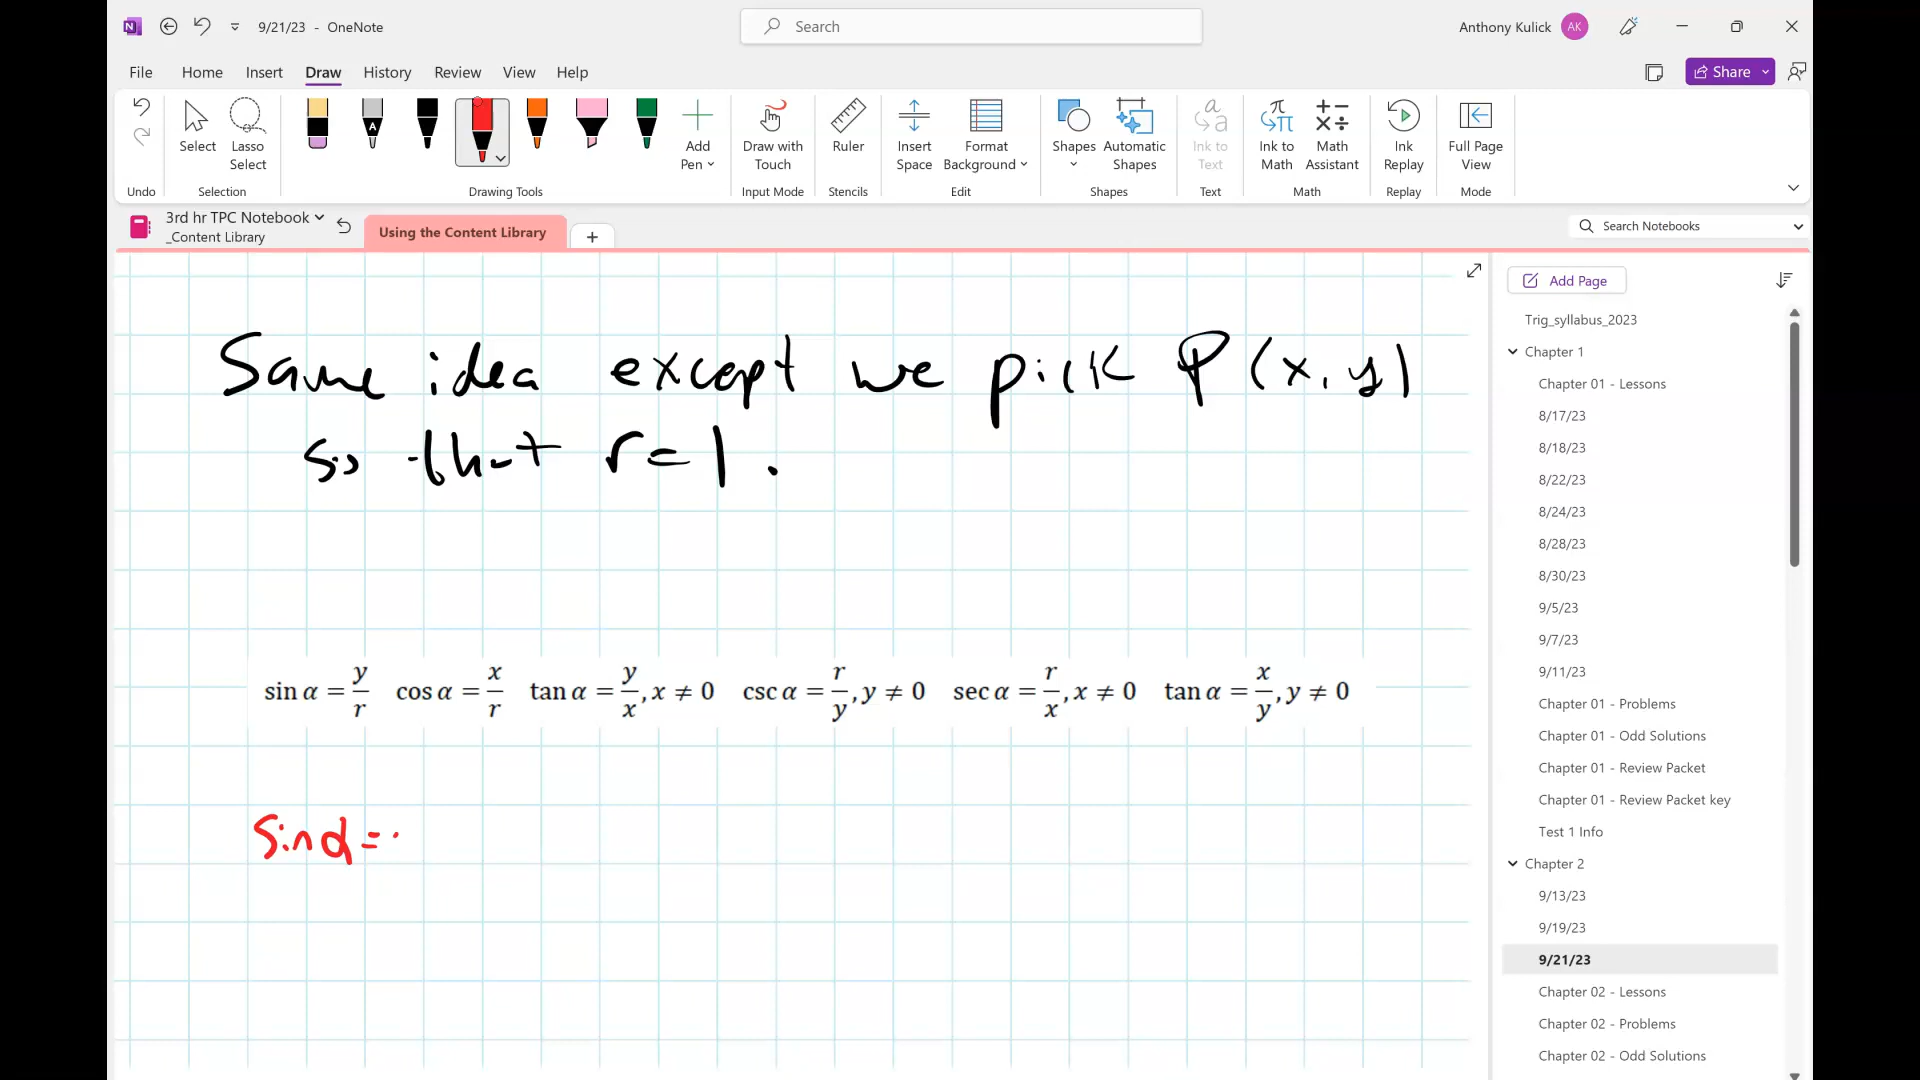 9/21/23 - OneNote
Search
Anthony Kulick AK
File Home Insert Draw History Review View Help
Share
Select
Lasso Select
A
Add Pen
Draw with Touch
Ruler
Insert Space
Format Background
Shapes
Automatic Shapes
Ink to Text
Ink to Math
Math Assistant
Ink Replay
Full Page View
Undo Selection Drawing Tools Input Mode Stencils Edit Shapes Text Math Replay Mode
3rd hr TPC Notebook
_Content Library
Using the Content Library
Search Notebooks
Same idea except we pick P(x,y)
so that r=1.
sin α = y/r cos α = x/r tan α = y/x, x ≠ 0 csc α = r/y, y ≠ 0 sec α = r/x, x ≠ 0 tan α = x/y, y ≠ 0
Sin α =
Add Page
Trig_syllabus_2023
Chapter 1
Chapter 01 - Lessons
8/17/23
8/18/23
8/22/23
8/24/23
8/28/23
8/30/23
9/5/23
9/7/23
9/11/23
Chapter 01 - Problems
Chapter 01 - Odd Solutions
Chapter 01 - Review Packet
Chapter 01 - Review Packet key
Test 1 Info
Chapter 2
9/13/23
9/19/23
9/21/23
Chapter 02 - Lessons
Chapter 02 - Problems
Chapter 02 - Odd Solutions